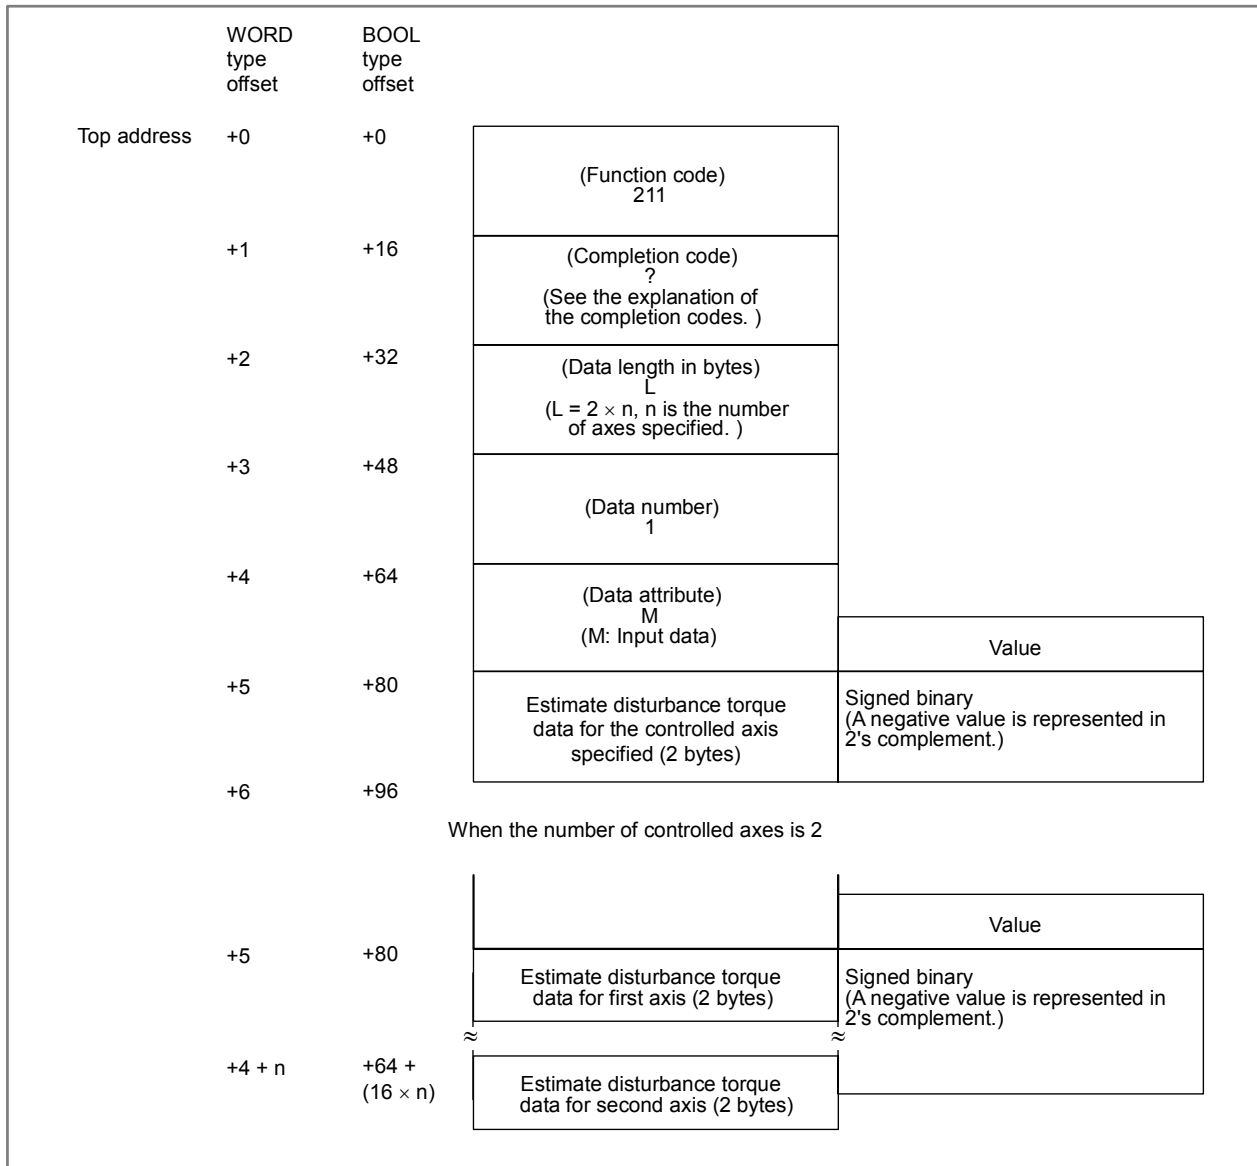 WORD type offset
BOOL type offset
Top address +0 +0
(Function code)
211
+1 +16
(Completion code)
?
(See the explanation of
the completion codes. )
+2 +32
(Data length in bytes)
L
(L = 2 × n, n is the number
of axes specified. )
+3 +48
(Data number)
1
+4 +64
(Data attribute)
M
(M: Input data)
Value
+5 +80
Estimate disturbance torque
data for the controlled axis
specified (2 bytes)
Signed binary
(A negative value is represented in
2's complement.)
+6 +96
When the number of controlled axes is 2
Value
+5 +80
Estimate disturbance torque
data for first axis (2 bytes)
Signed binary
(A negative value is represented in
2's complement.)
≈ ≈
+4 + n +64 +
(16 × n)
Estimate disturbance torque
data for second axis (2 bytes)